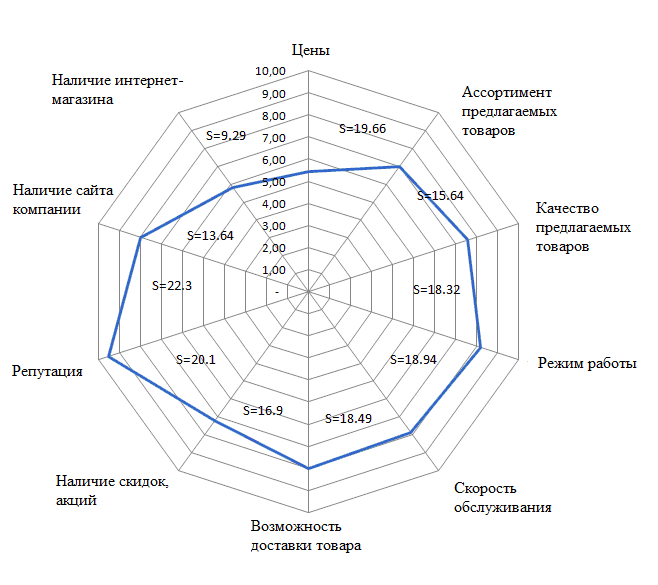 Цены
Наличие интернет-
магазина
Ассортимент
предлагаемых
товаров
10,00
9,00
8,00
7,00
6,00
5,00
4,00
3,00
2,00
1,00
-
S=9.29
S=19.66
S=15.64
Наличие сайта
компании
Качество
предлагаемых
товаров
S=13.64
S=22.3
S=18.32
Репутация
S=20.1
S=18.94
Режим работы
S=16.9
S=18.49
Наличие скидок,
акций
Скорость
обслуживания
Возможность
доставки товара